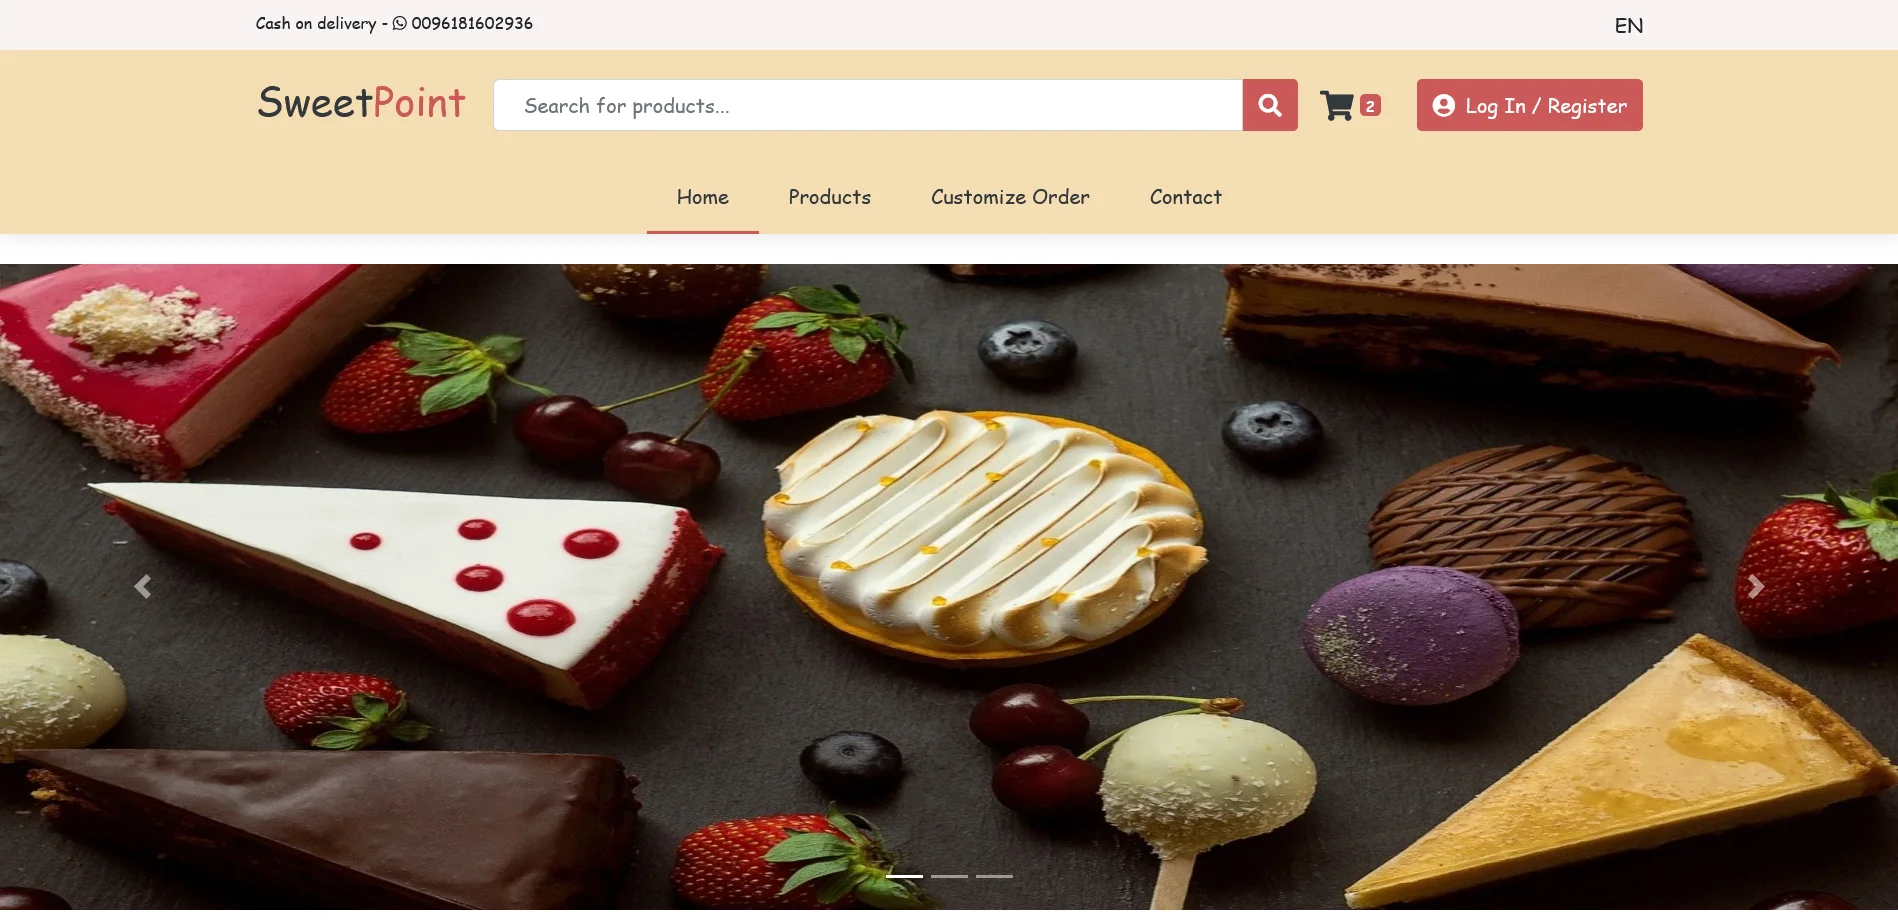 Cash on delivery - 0096181602936
EN
SweetPoint
Search for products...
2
Log In / Register
Home
Products
Customize Order
Contact